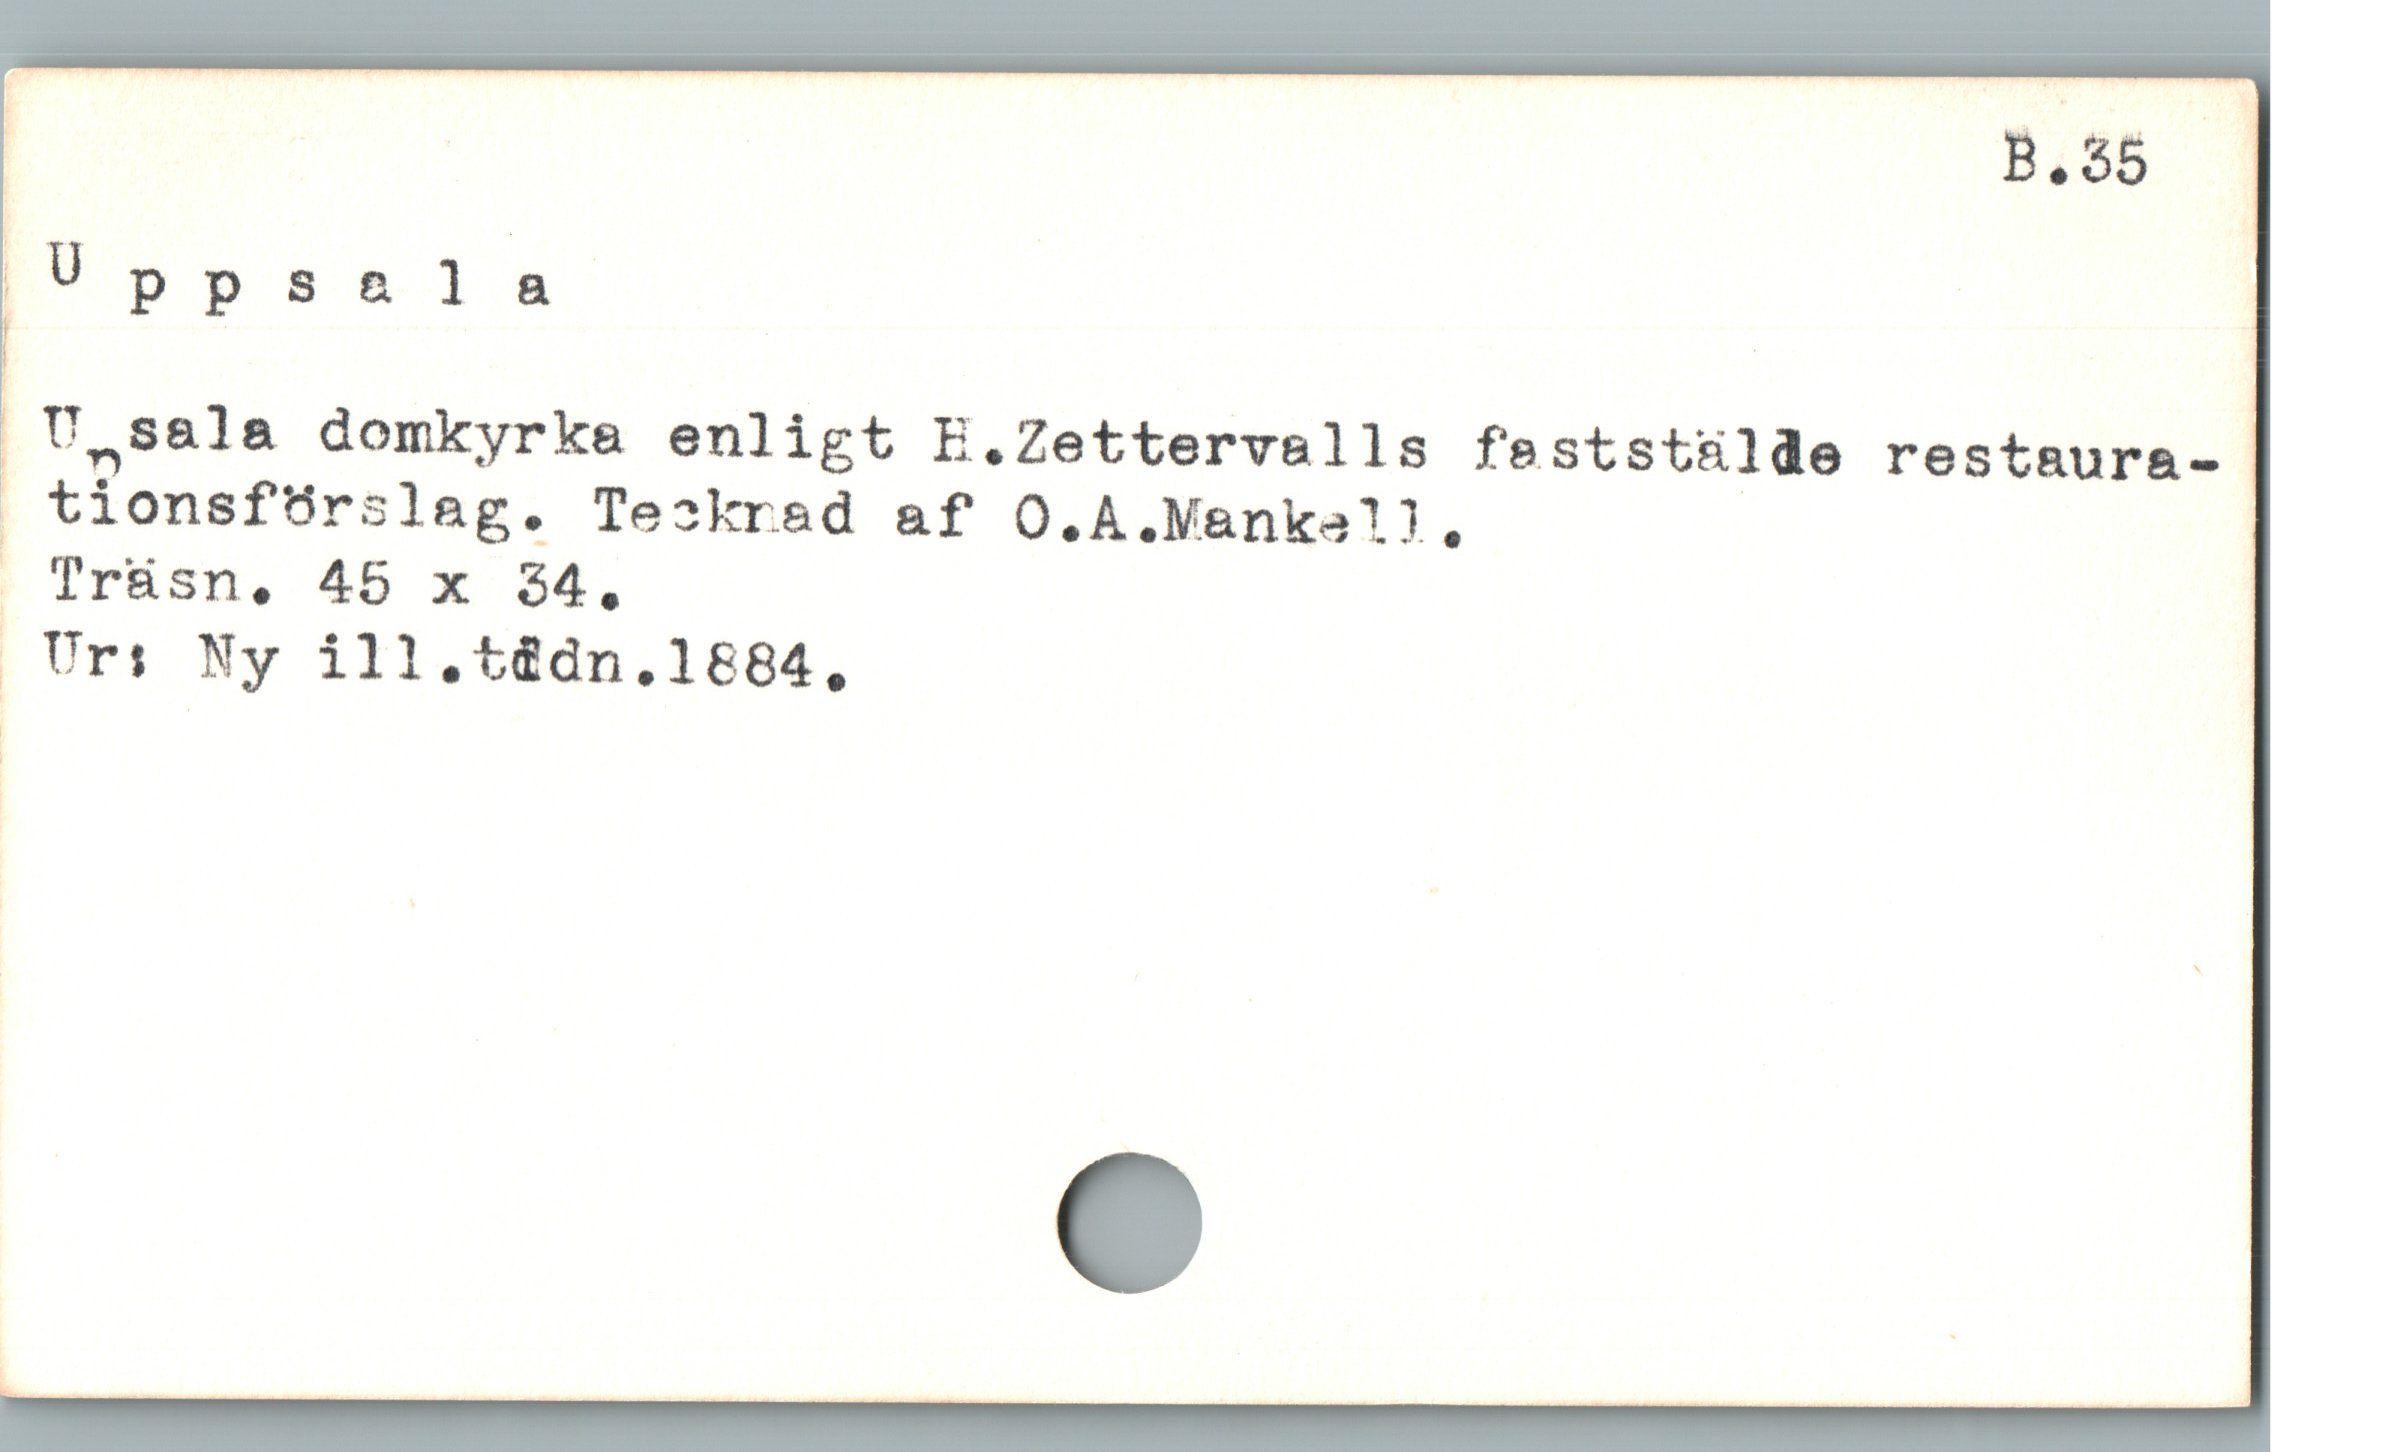 B.35
U p p s a l a
Upsala domkyrka enligt H.Zettervalls fastställde restaura-
tionsförslag. Tecknad af O.A.Mankell.
Träsn. 45 x 34.
Ur: Ny ill.tidn.1884.